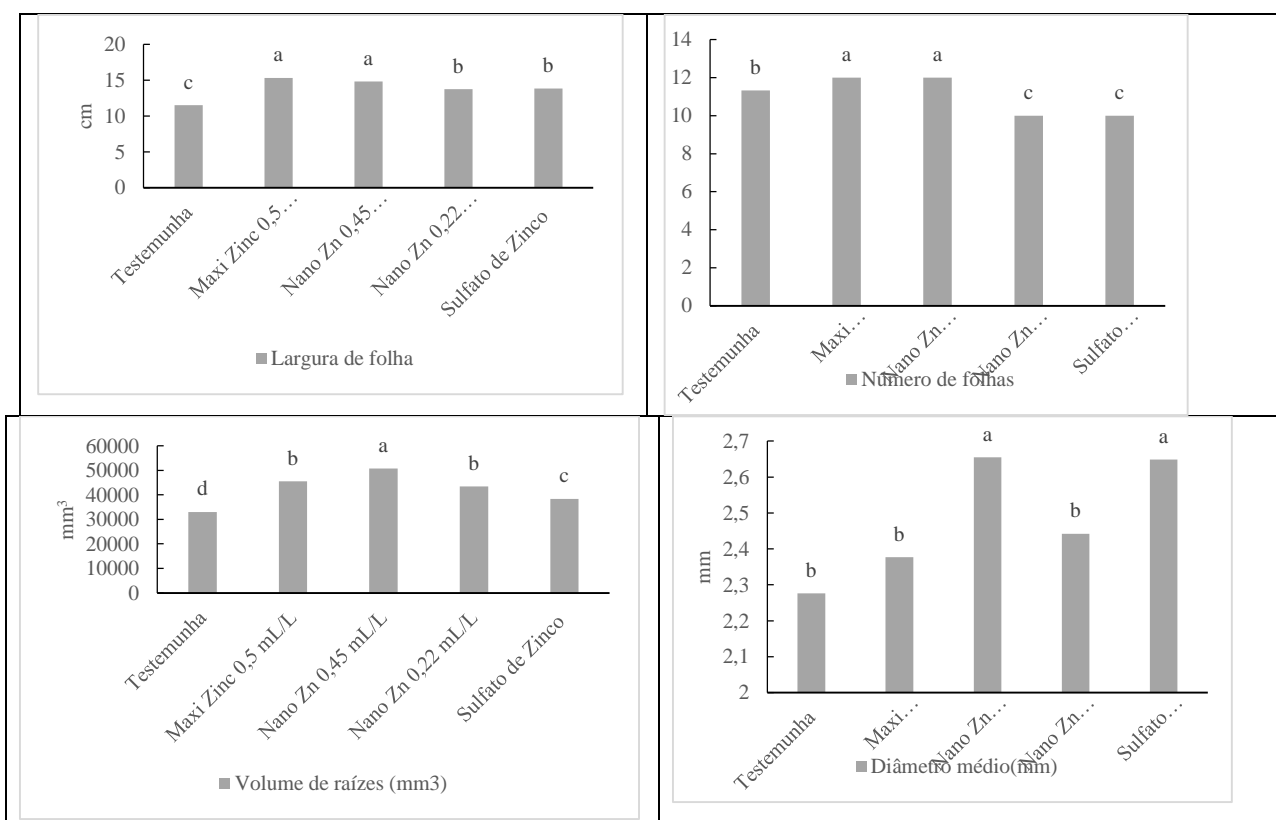 20
15
10
5
0
cm
c
a
a
b
b
Testemunha
Maxi Zinc 0,5…
Nano Zn 0,45…
Nano Zn 0,22…
Sulfato de Zinco
Largura de folha
14
12
10
8
6
4
2
0
b
a
a
c
c
Testemunha
Maxi…
Nano Zn…
Nano Zn…
Sulfato…
Número de folhas
60000
50000
40000
30000
20000
10000
0
mm³
d
b
a
b
c
Testemunha
Maxi Zinc 0,5 mL/L
Nano Zn 0,45 mL/L
Nano Zn 0,22 mL/L
Sulfato de Zinco
Volume de raízes (mm3)
2,7
2,6
2,5
2,4
2,3
2,2
2,1
2
mm
b
b
a
b
a
Testemunha
Maxi…
Nano Zn…
Nano Zn…
Sulfato…
Diâmetro médio(mm)